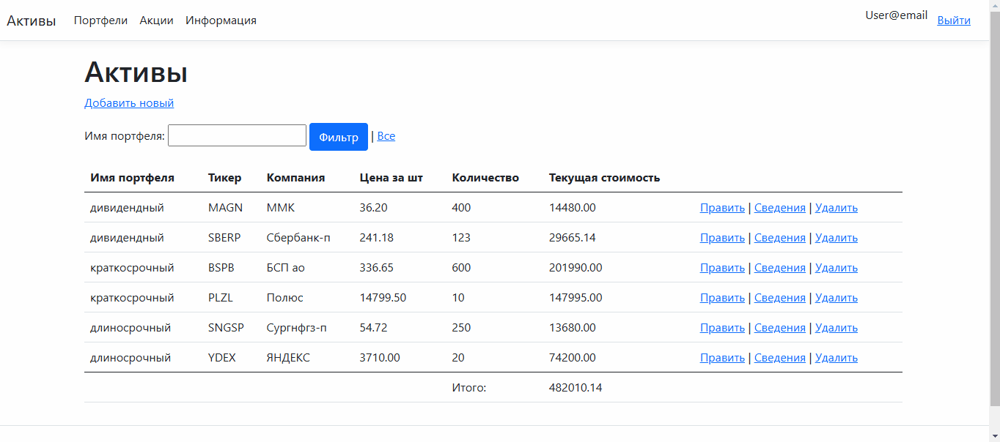 Активы Портфели Акции Информация User@email Выйти
Активы
Добавить новый
Имя портфеля: Фильтр | Все
Имя портфеля Тикер Компания Цена за шт Количество Текущая стоимость
дивидендный MAGN ММК 36.20 400 14480.00 Править | Сведения | Удалить
дивидендный SBERP Сбербанк-п 241.18 123 29665.14 Править | Сведения | Удалить
краткосрочный BSPB БСП ао 336.65 600 201990.00 Править | Сведения | Удалить
краткосрочный PLZL Полюс 14799.50 10 147995.00 Править | Сведения | Удалить
длиносрочный SNGSP Сургнфгз-п 54.72 250 13680.00 Править | Сведения | Удалить
длиносрочный YDEX ЯНДЕКС 3710.00 20 74200.00 Править | Сведения | Удалить
Итого: 482010.14